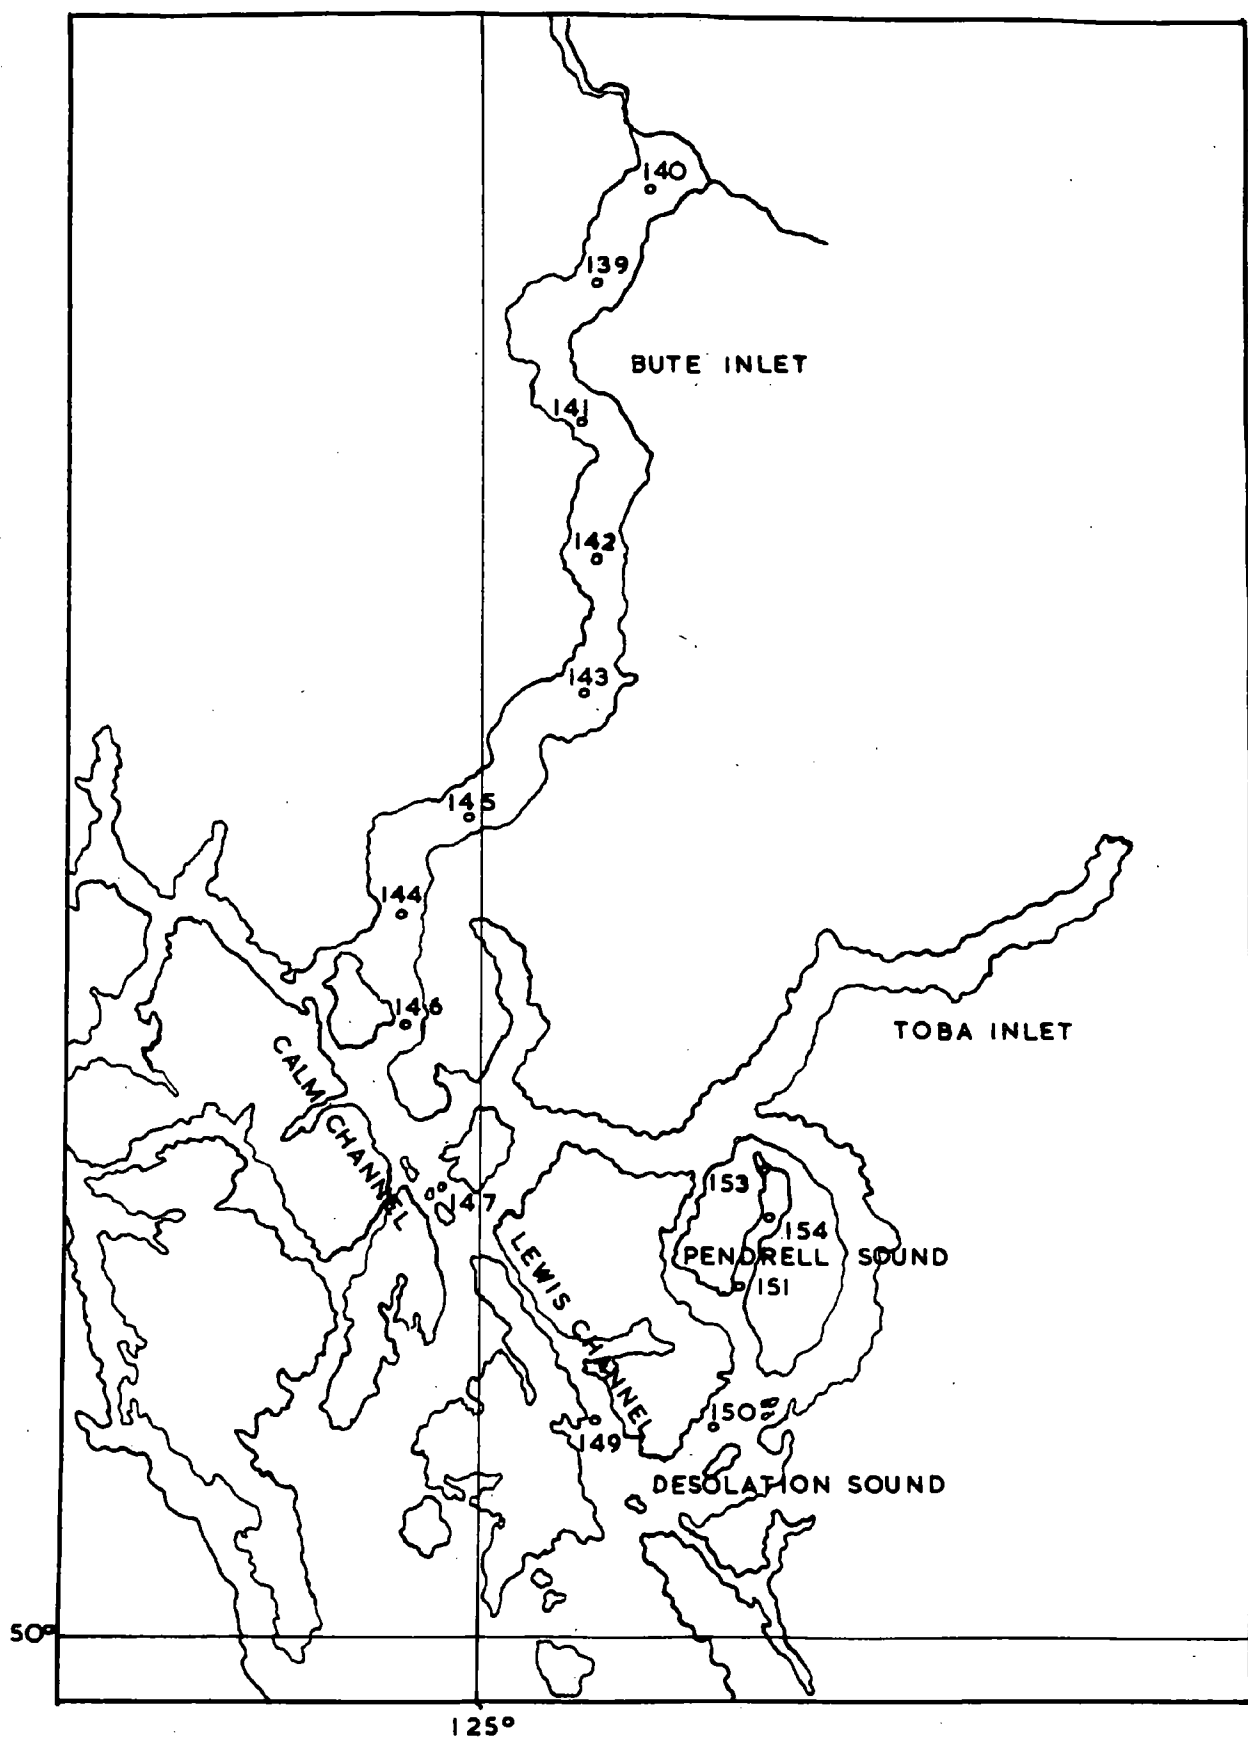 140
139
BUTE INLET
141
142
143
145
144
146
TOBA INLET
CALM CHANNEL
147
153
154
LEWIS CHANNEL
PENDRELL SOUND
151
150
149
DESOLATION SOUND
50°
125°